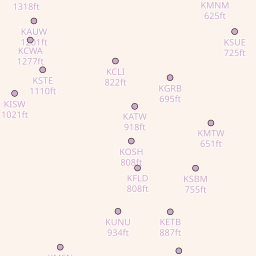 1318ft
KMNM
625ft
KAUW
1201ft
KCWA
1277ft
KSUE
725ft
KCLI
822ft
KSTE
1110ft
KGRB
695ft
KISW
1021ft
KATW
918ft
KMTW
651ft
KOSH
808ft
KFLD
808ft
KSBM
755ft
KUNU
934ft
KETB
887ft